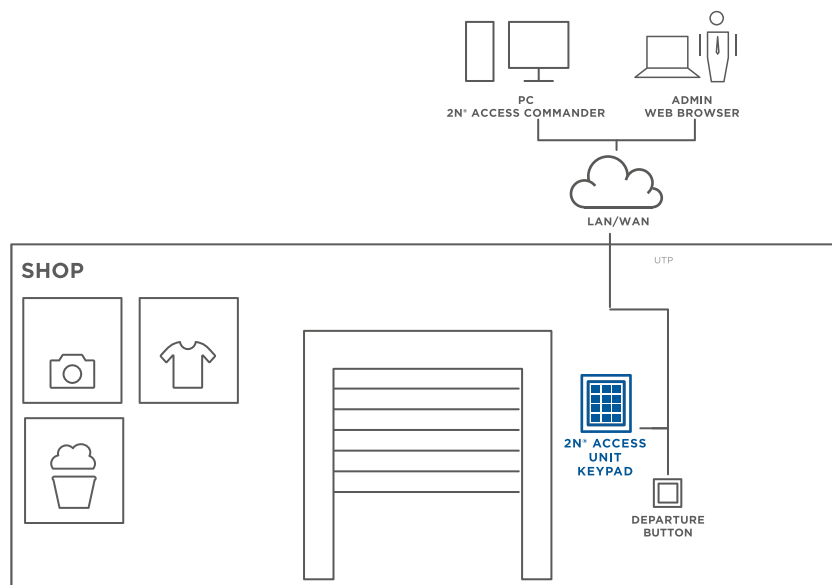 PC
2N® ACCESS COMMANDER
ADMIN
WEB BROWSER
LAN/WAN
SHOP
UTP
2N® ACCESS
UNIT
KEYPAD
DEPARTURE
BUTTON